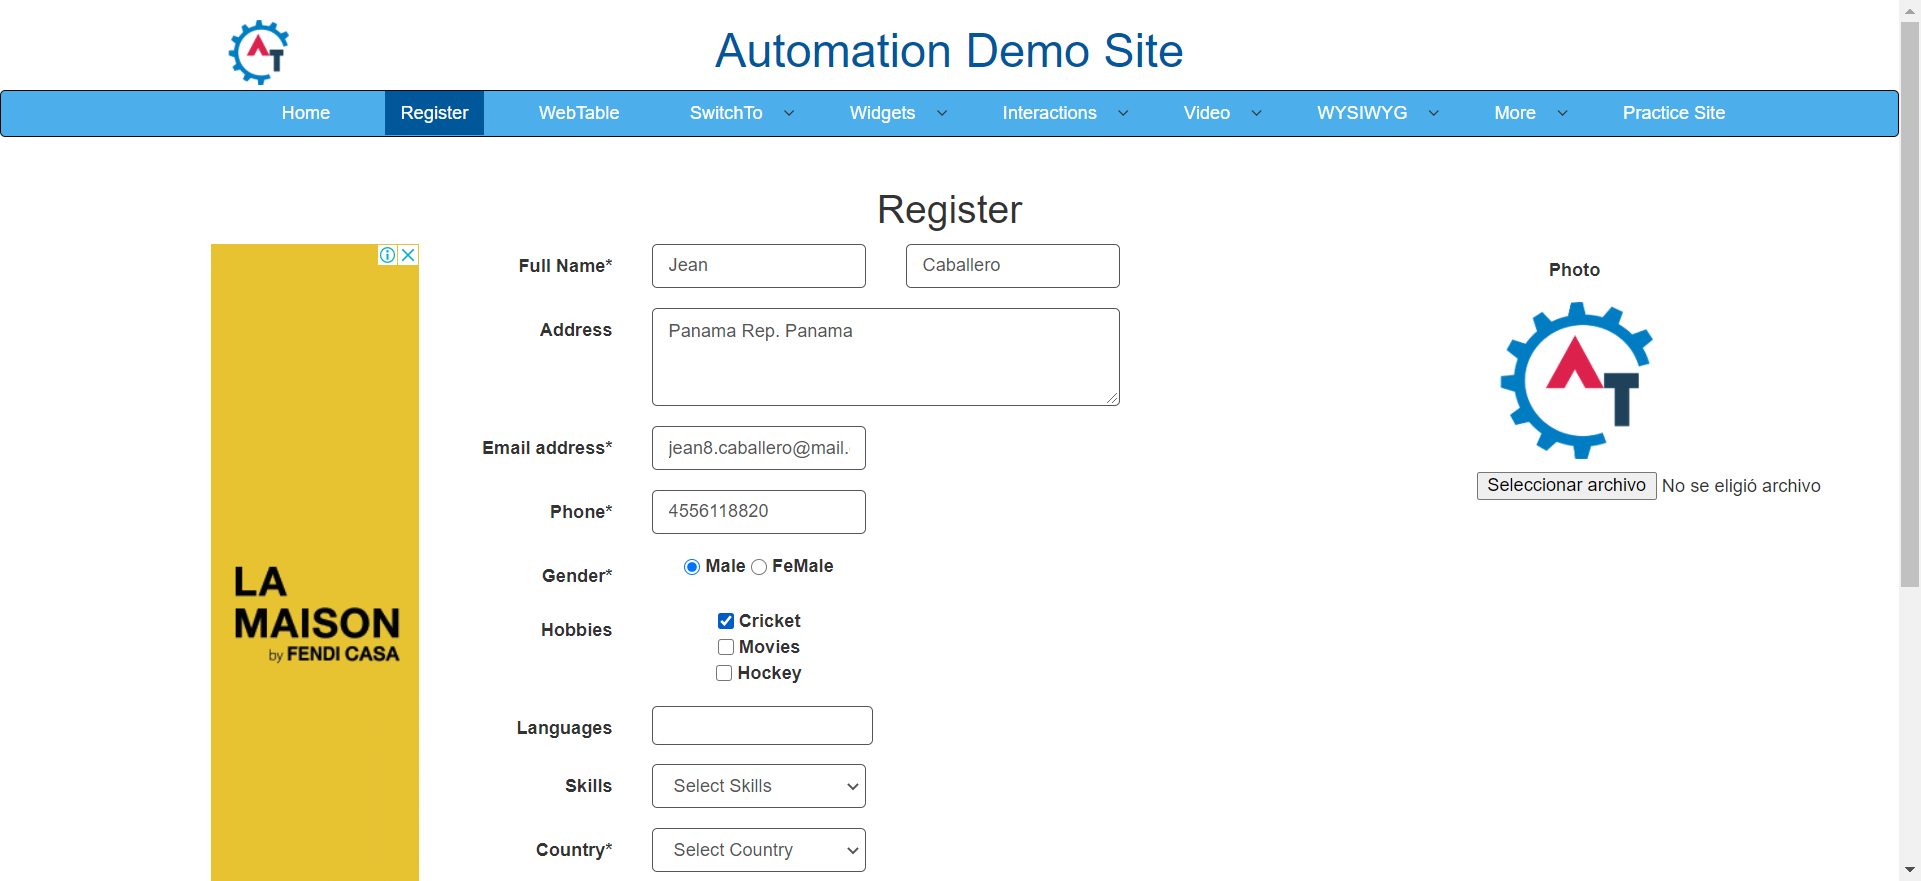 AT
Automation Demo Site
Home Register WebTable SwitchTo Widgets Interactions Video WYSIWYG More Practice Site
Register
Full Name* Jean Caballero
Photo
Address Panama Rep. Panama
AT
Email address* jean8.caballero@mail.
Seleccionar archivo No se eligió archivo
Phone* 4556118820
Gender* Male FeMale
Hobbies Cricket
Movies
Hockey
Languages
Skills Select Skills
Country* Select Country
LA
MAISON
by FENDI CASA